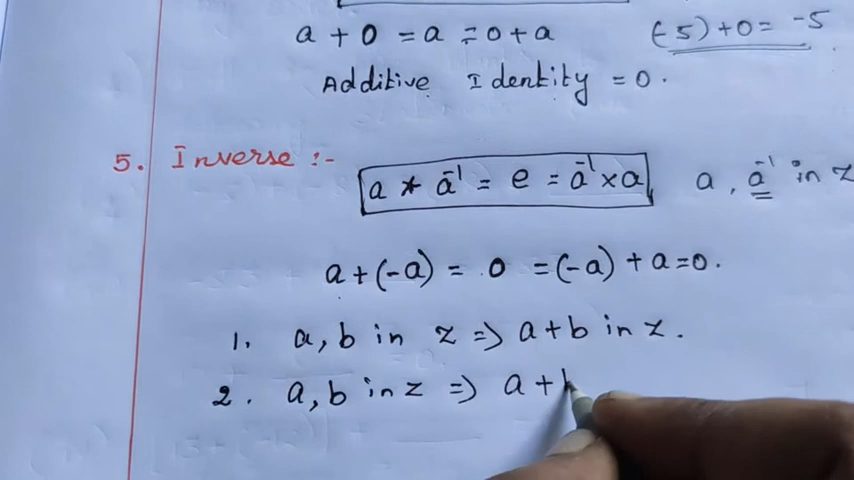 a + 0 = a = 0 + a (-5) + 0 = -5
Additive Identity = 0.
5. Inverse :-
a * a⁻¹ = e = a⁻¹ × a a, a⁻¹ in z
a + (-a) = 0 = (-a) + a = 0.
1. a, b in z => a + b in z.
2. a, b in z => a + b